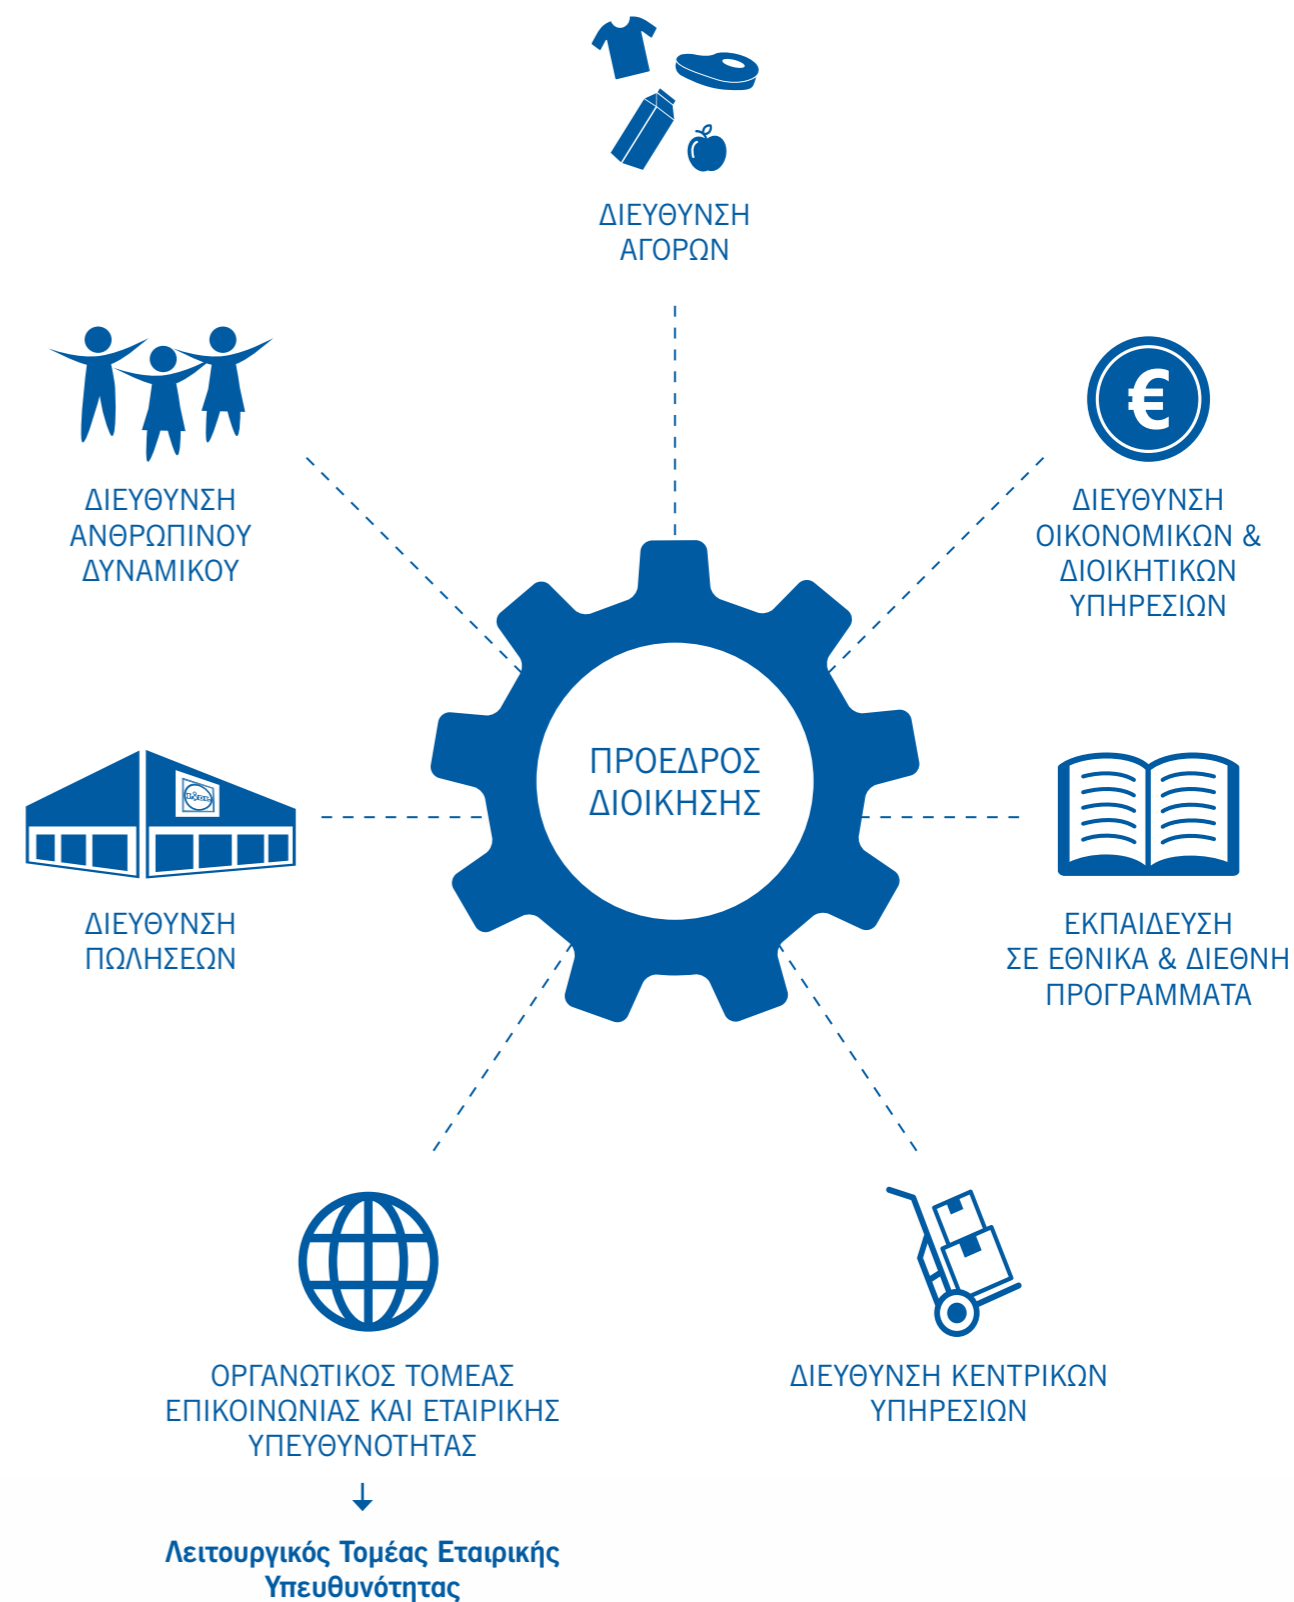 ΔΙΕΥΘΥΝΣΗ
ΑΓΟΡΩΝ
ΔΙΕΥΘΥΝΣΗ
ΑΝΘΡΩΠΙΝΟΥ
ΔΥΝΑΜΙΚΟΥ
€
ΔΙΕΥΘΥΝΣΗ
ΟΙΚΟΝΟΜΙΚΩΝ &
ΔΙΟΙΚΗΤΙΚΩΝ
ΥΠΗΡΕΣΙΩΝ
ΠΡΟΕΔΡΟΣ
ΔΙΟΙΚΗΣΗΣ
LIDL
ΔΙΕΥΘΥΝΣΗ
ΠΩΛΗΣΕΩΝ
ΕΚΠΑΙΔΕΥΣΗ
ΣΕ ΕΘΝΙΚΑ & ΔΙΕΘΝΗ
ΠΡΟΓΡΑΜΜΑΤΑ
ΟΡΓΑΝΩΤΙΚΟΣ ΤΟΜΕΑΣ
ΕΠΙΚΟΙΝΩΝΙΑΣ ΚΑΙ ΕΤΑΙΡΙΚΗΣ
ΥΠΕΥΘΥΝΟΤΗΤΑΣ
Λειτουργικός Τομέας Εταιρικής
Υπευθυνότητας
ΔΙΕΥΘΥΝΣΗ ΚΕΝΤΡΙΚΩΝ
ΥΠΗΡΕΣΙΩΝ